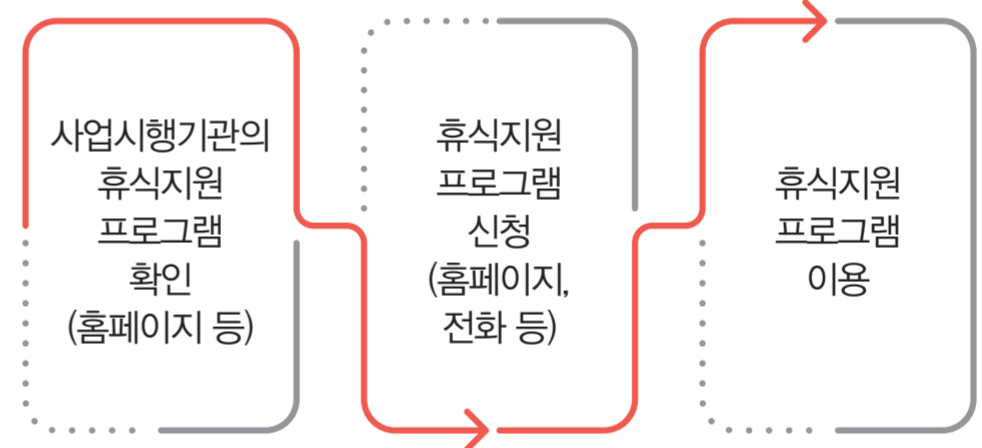 사업시행기관의
휴식지원
프로그램
확인
(홈페이지 등)
휴식지원
프로그램
신청
(홈페이지,
전화 등)
휴식지원
프로그램
이용